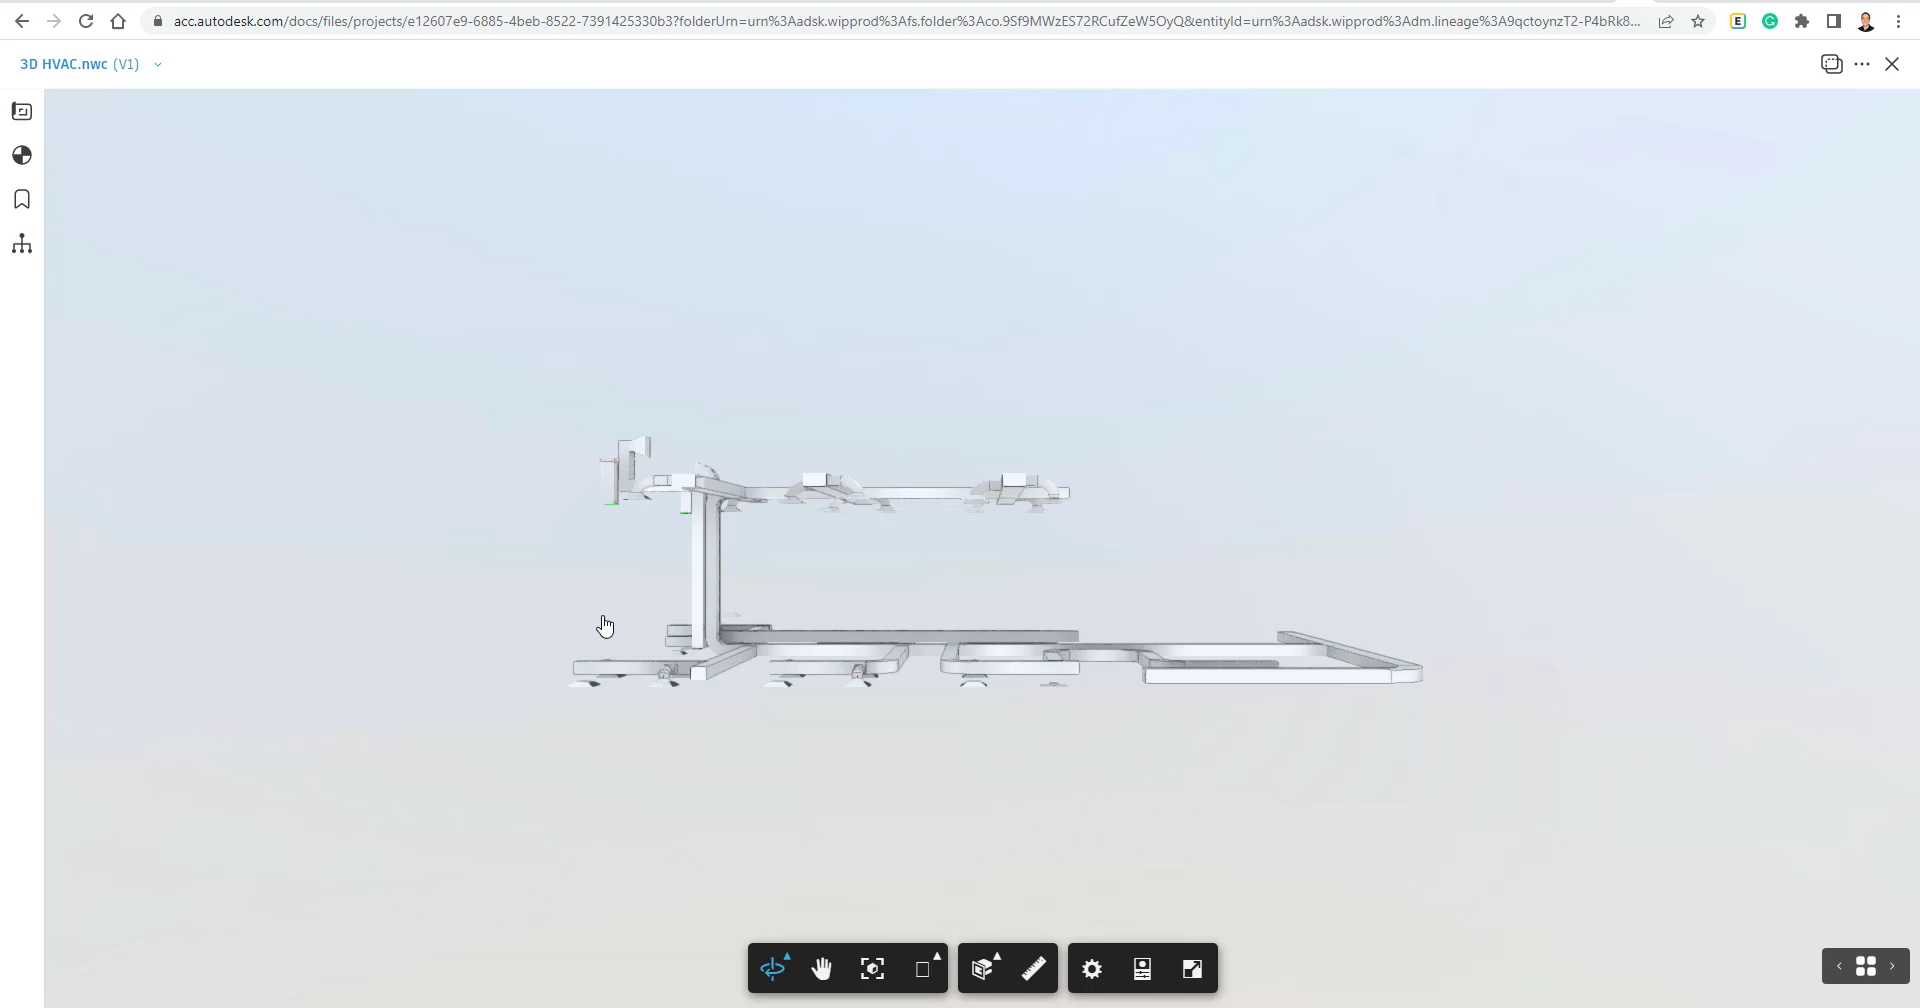 acc.autodesk.com/docs/files/projects/e12607e9-6885-4beb-8522-7391425330b3?folderUrn=urn%3Aadsk.wipprod%3Afs.folder%3Aco.9Sf9MWzES72RCufZeW5OyQ&entityId=urn%3Aadsk.wipprod%3Adm.lineage%3A9qctoynzT2-P4bRk8...
E
3D HVAC.nwc (V1)